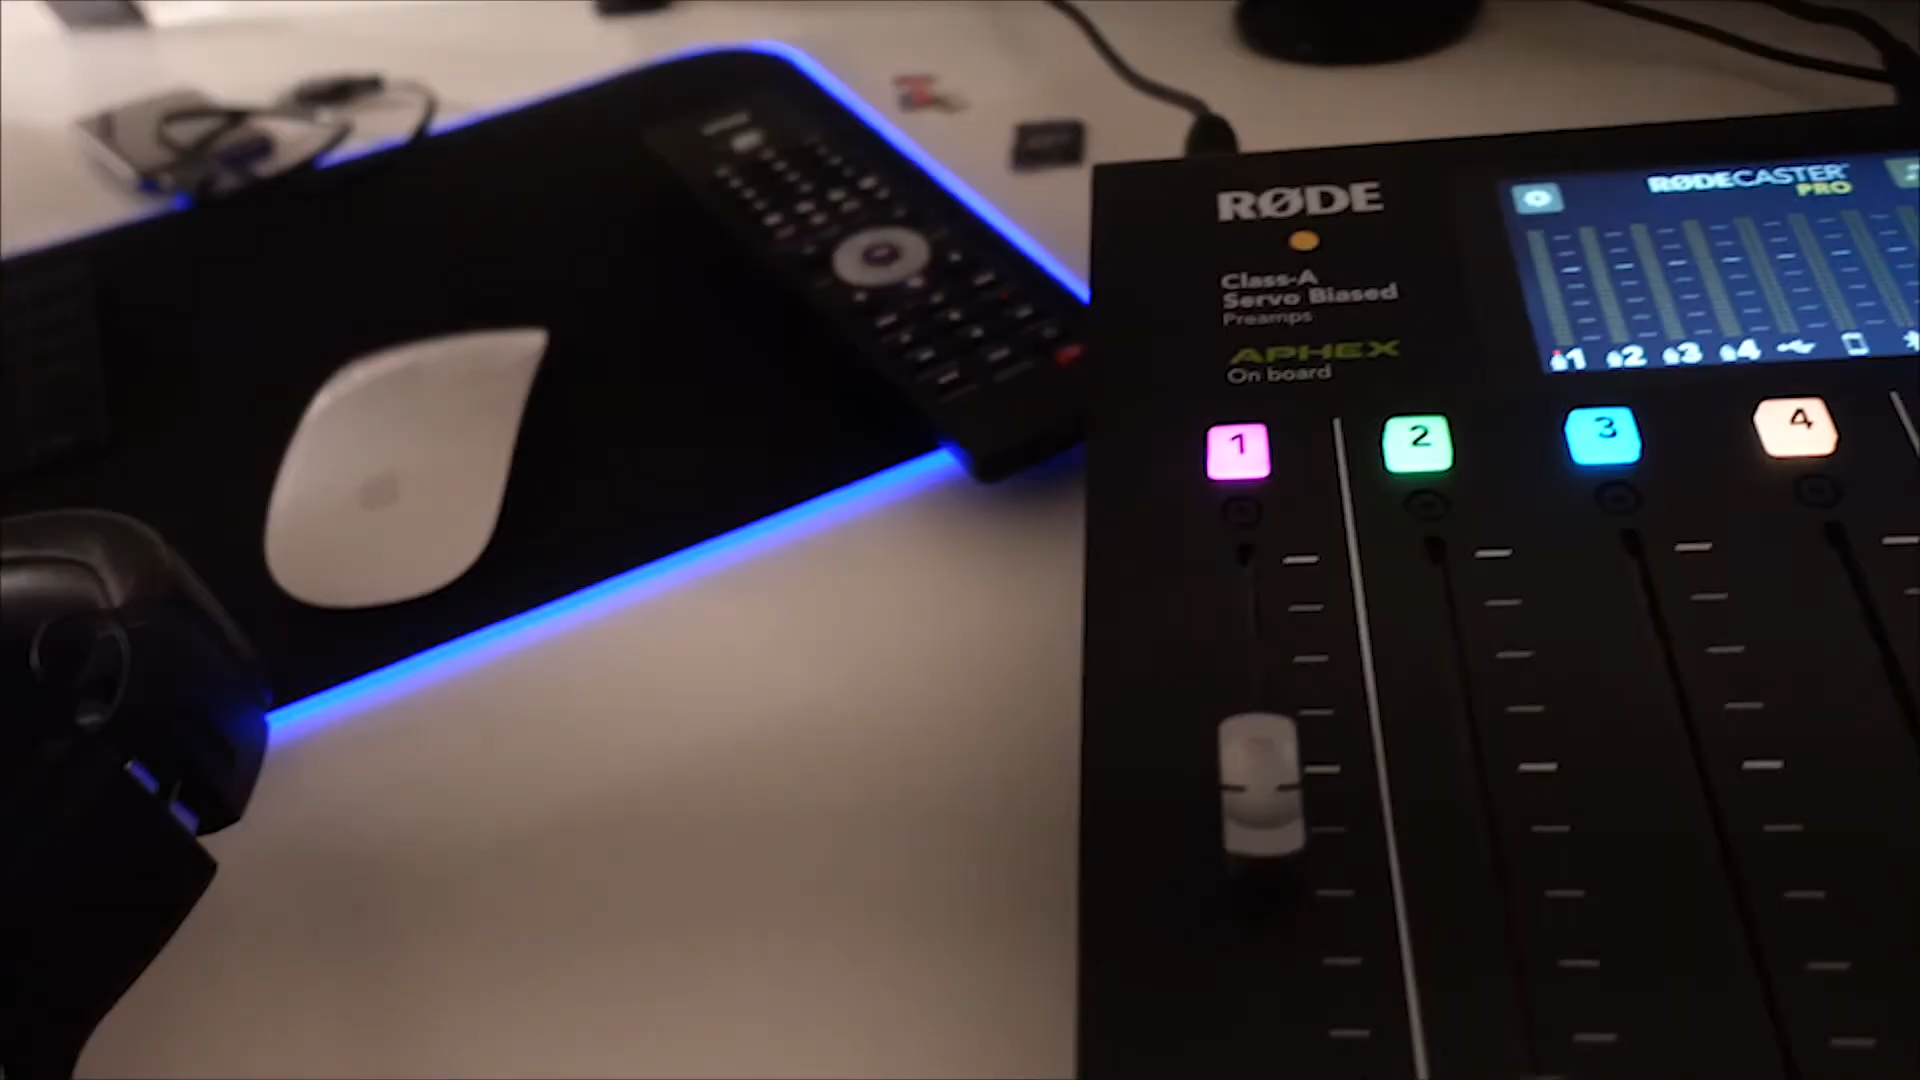 RØDE
Class-A
Servo Biased
Preamps
APHEX
On board
RØDECASTER
PRO
1 2 3 4
1 2 3 4